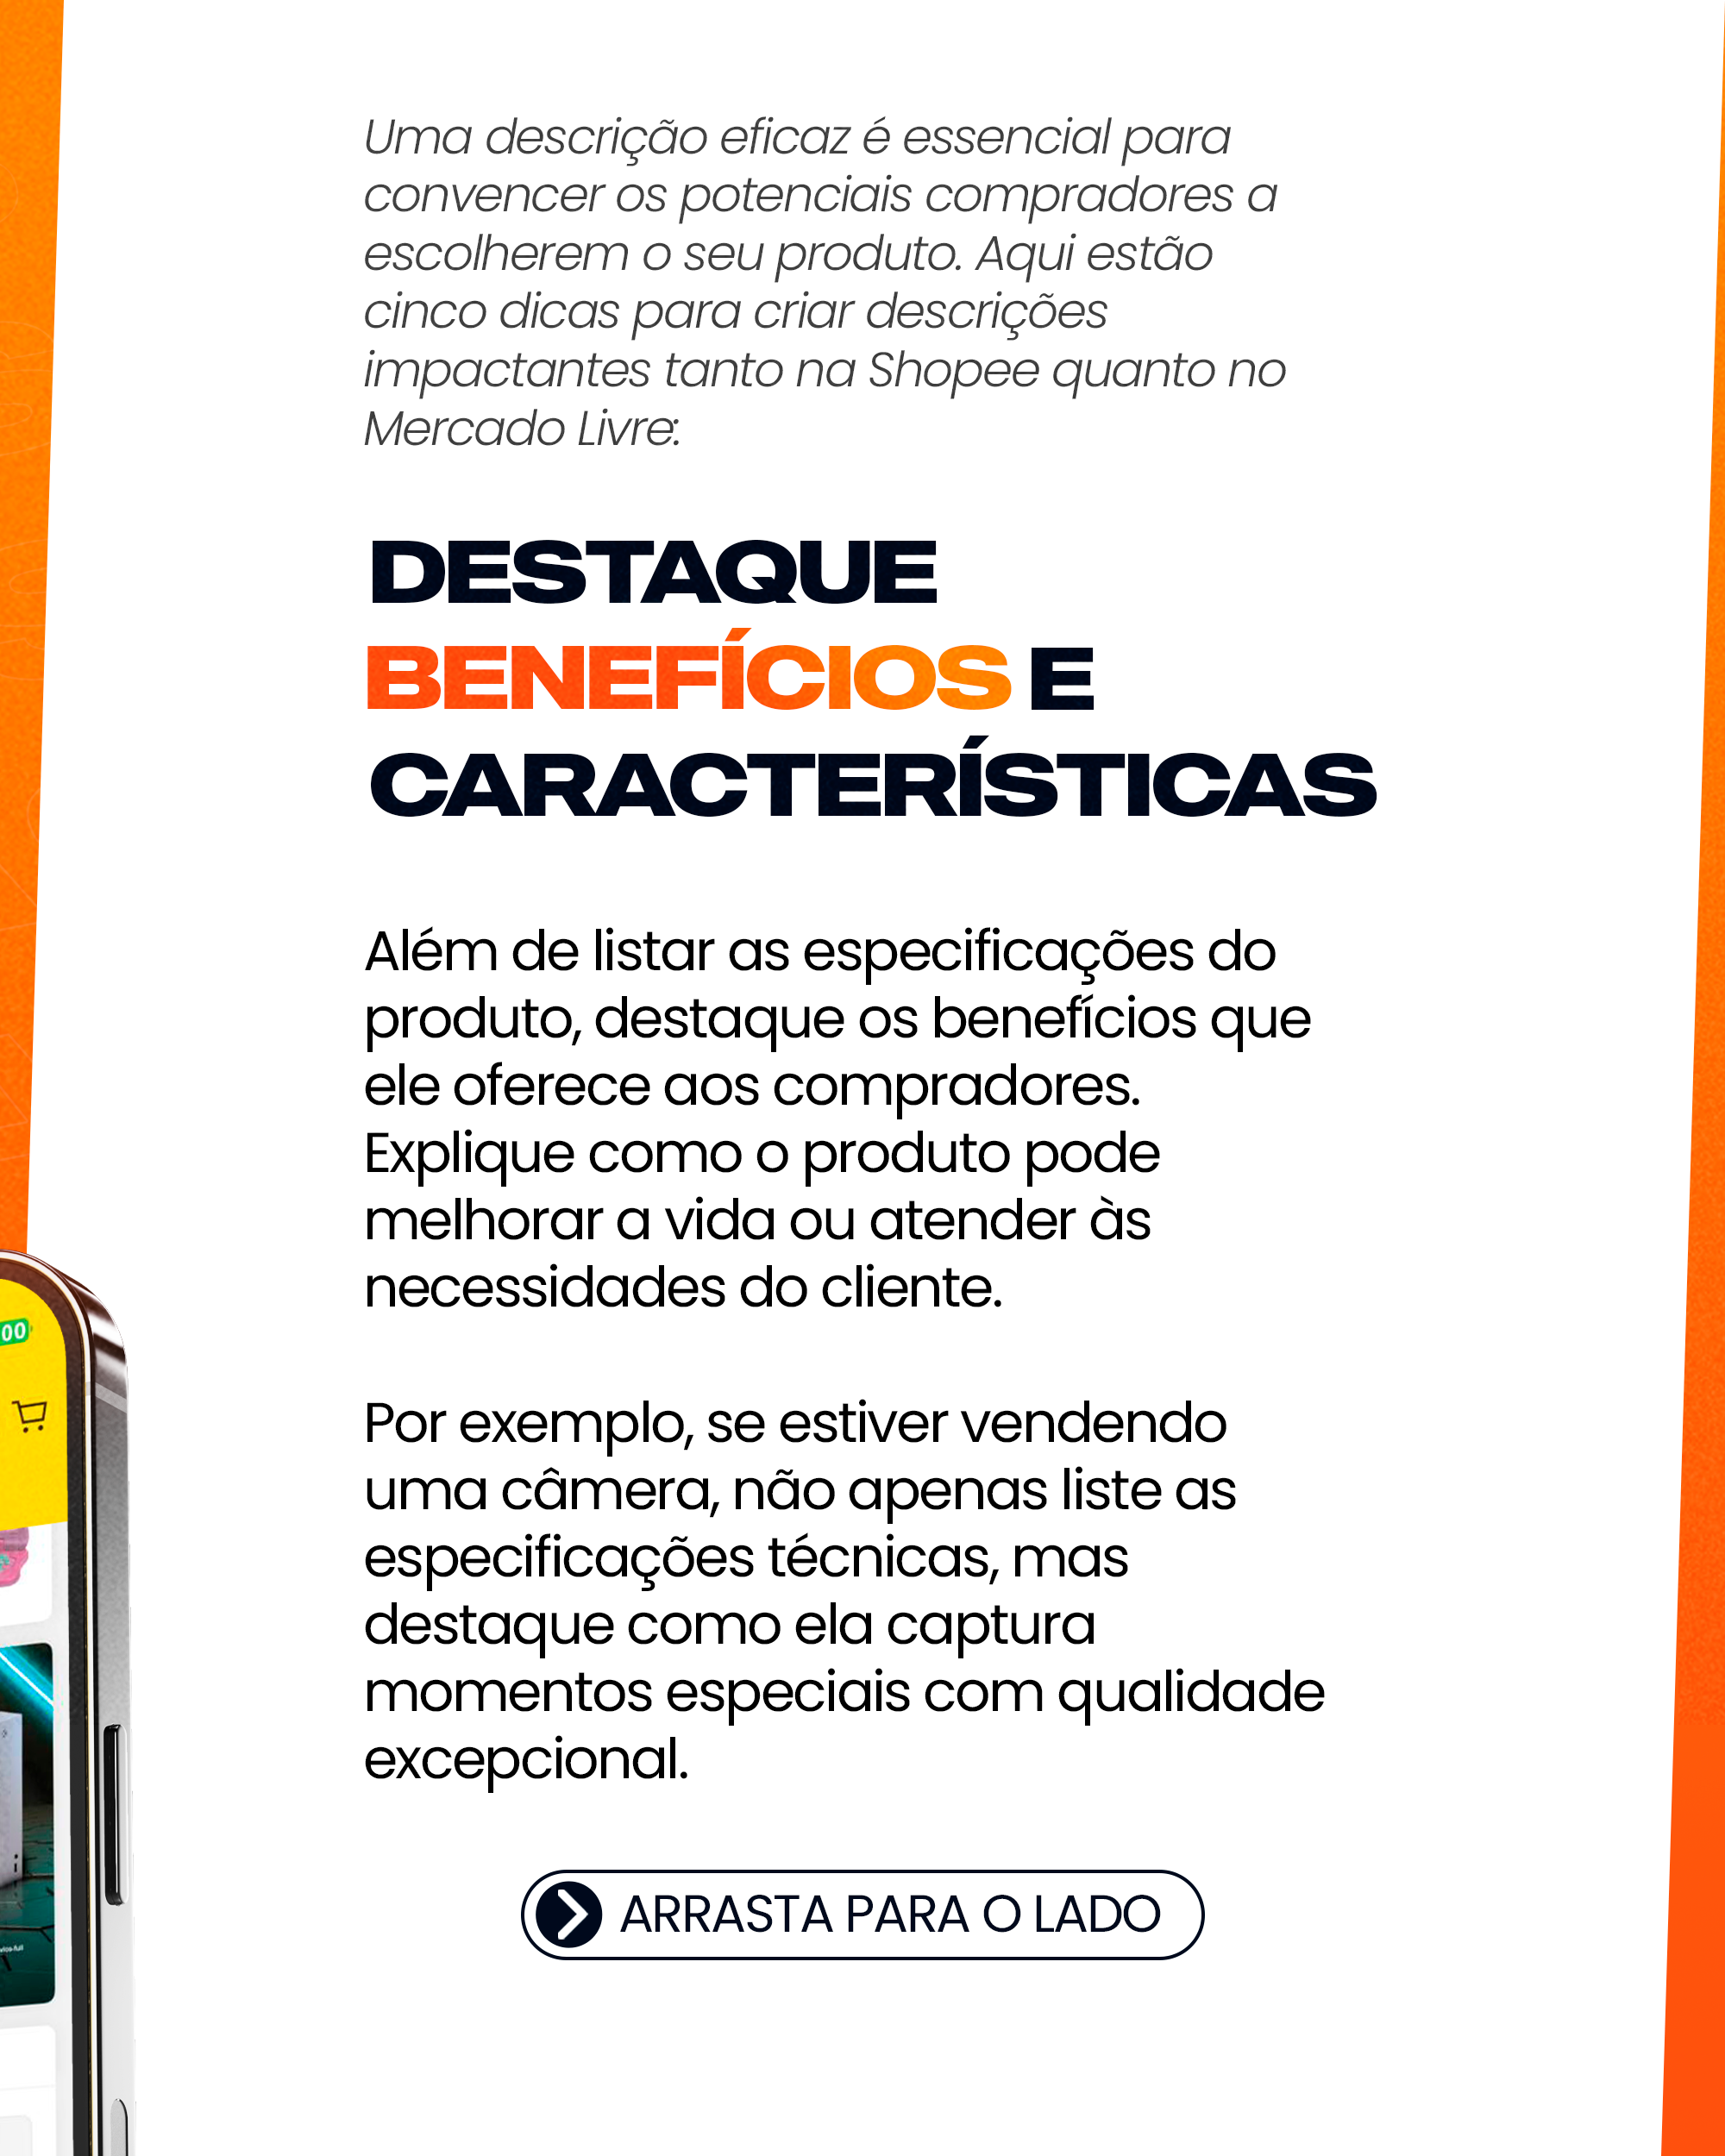 Uma descrição eficaz é essencial para
convencer os potenciais compradores a
escolherem o seu produto. Aqui estão
cinco dicas para criar descrições
impactantes tanto na Shopee quanto no
Mercado Livre:
DESTAQUE
BENEFÍCIOS E
CARACTERÍSTICAS
Além de listar as especificações do
produto, destaque os benefícios que
ele oferece aos compradores.
Explique como o produto pode
melhorar a vida ou atender às
necessidades do cliente.
Por exemplo, se estiver vendendo
uma câmera, não apenas liste as
especificações técnicas, mas
destaque como ela captura
momentos especiais com qualidade
excepcional.
00
ARRASTA PARA O LADO